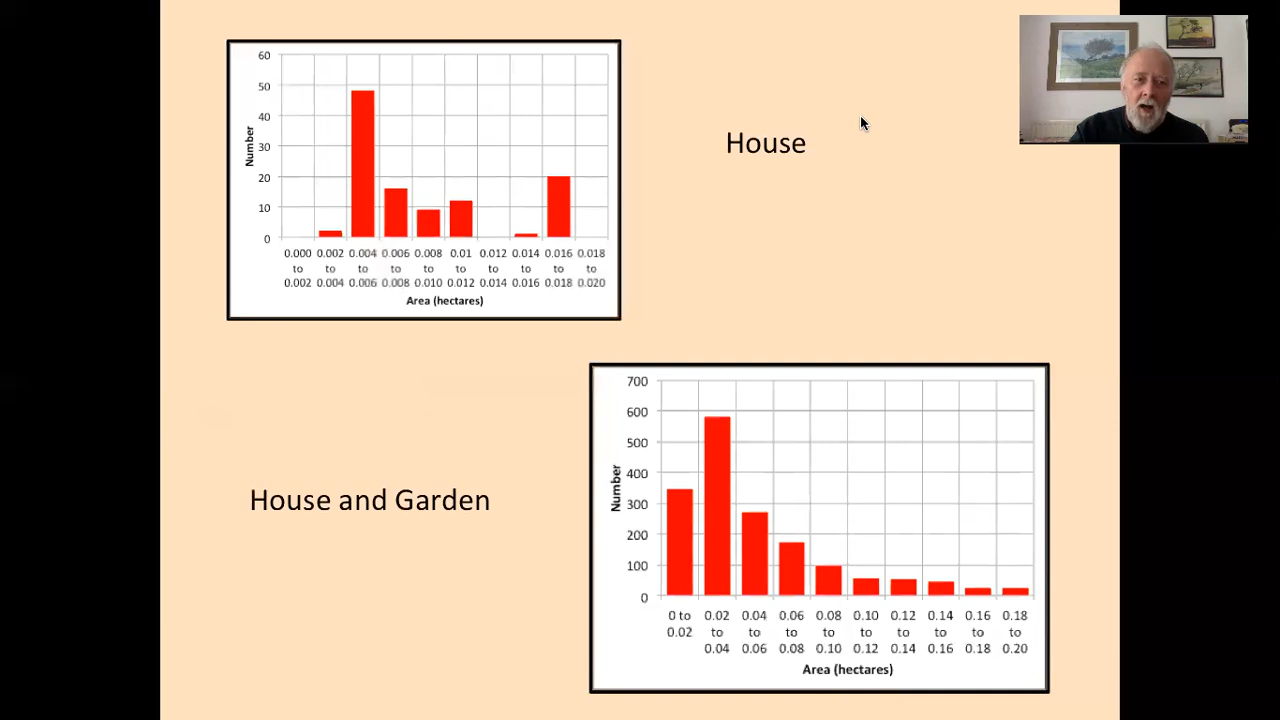 House
60
50
40
30
20
10
0
Number
0.000 0.002 0.004 0.006 0.008 0.01 0.012 0.014 0.016 0.018
to to to to to to to to to to
0.002 0.004 0.006 0.008 0.010 0.012 0.014 0.016 0.018 0.020
Area (hectares)
House and Garden
700
600
500
400
300
200
100
0
Number
0 to 0.02 0.04 0.06 0.08 0.10 0.12 0.14 0.16 0.18
0.02 to to to to to to to to to
0.04 0.06 0.08 0.10 0.12 0.14 0.16 0.18 0.20
Area (hectares)